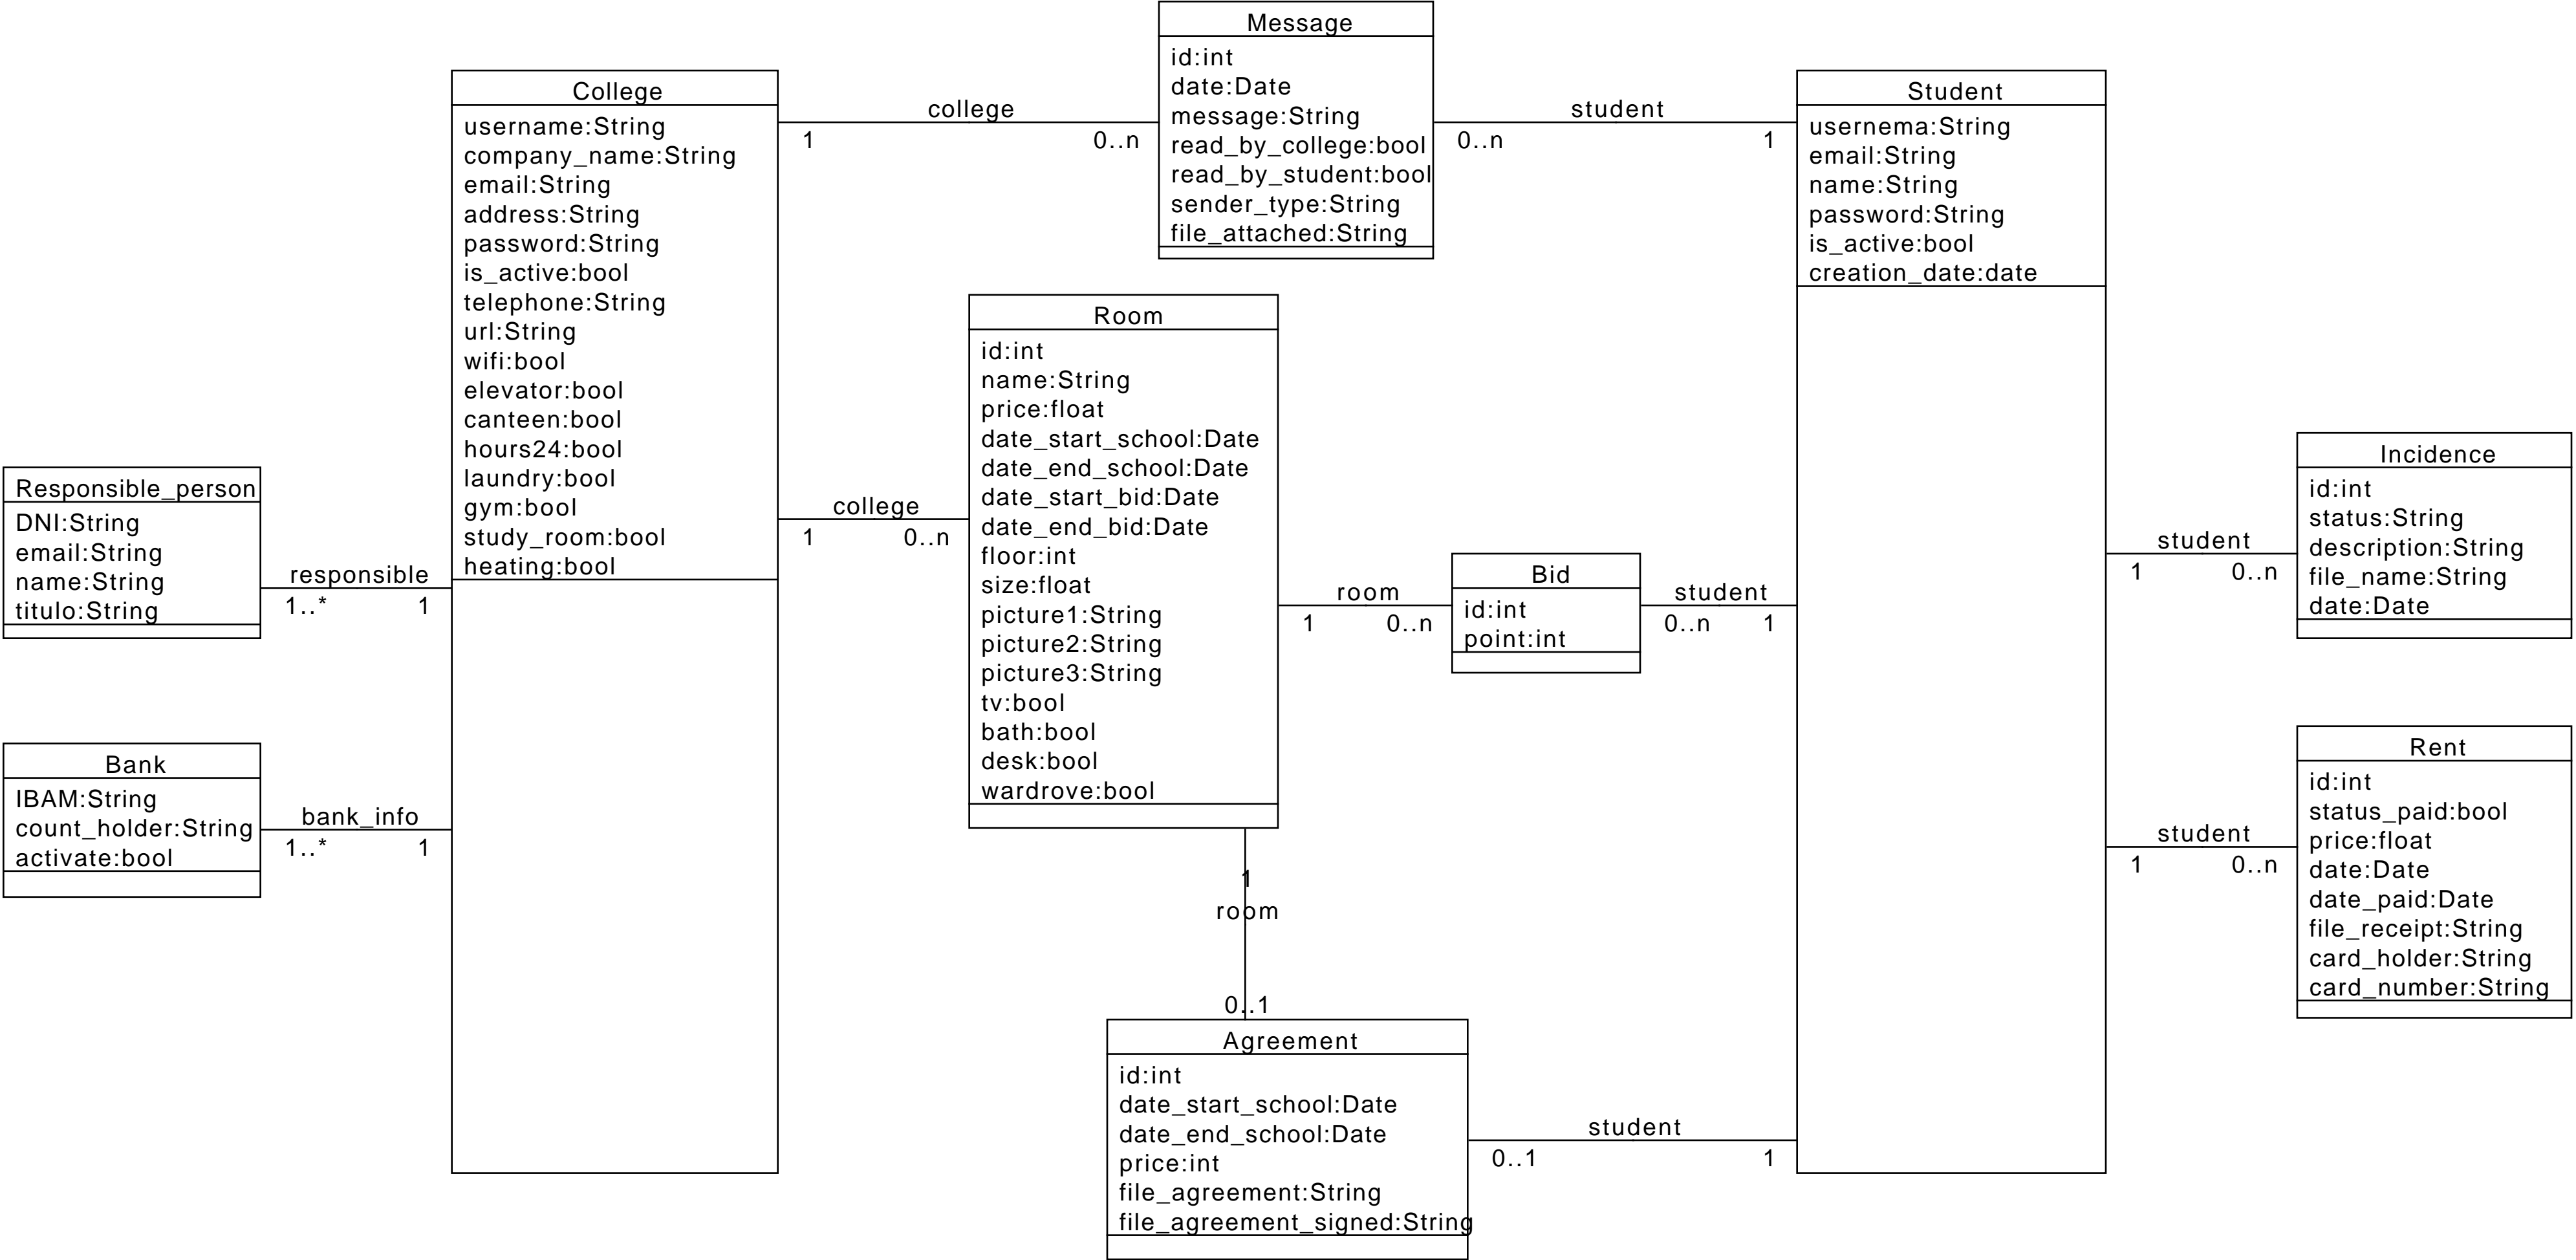 Message
id:int
date:Date
message:String
read_by_college:bool
read_by_student:bool
sender_type:String
file_attached:String
College
username:String
company_name:String
email:String
address:String
password:String
is_active:bool
telephone:String
url:String
wifi:bool
elevator:bool
canteen:bool
hours24:bool
laundry:bool
gym:bool
study_room:bool
heating:bool
college
1
0..n
student
0..n
1
Student
usernema:String
email:String
name:String
password:String
is_active:bool
creation_date:date
Room
id:int
name:String
price:float
date_start_school:Date
date_end_school:Date
date_start_bid:Date
date_end_bid:Date
floor:int
size:float
picture1:String
picture2:String
picture3:String
tv:bool
bath:bool
desk:bool
wardrove:bool
college
1
0..n
Responsible_person
DNI:String
email:String
name:String
titulo:String
responsible
1..*
1
Bank
IBAM:String
count_holder:String
activate:bool
bank_info
1..*
1
room
1
0..n
Bid
id:int
point:int
student
0..n
1
Incidence
id:int
status:String
description:String
file_name:String
date:Date
student
1
0..n
Rent
id:int
status_paid:bool
price:float
date:Date
date_paid:Date
file_receipt:String
card_holder:String
card_number:String
student
1
0..n
1
room
0..1
Agreement
id:int
date_start_school:Date
date_end_school:Date
price:int
file_agreement:String
file_agreement_signed:String
student
0..1
1